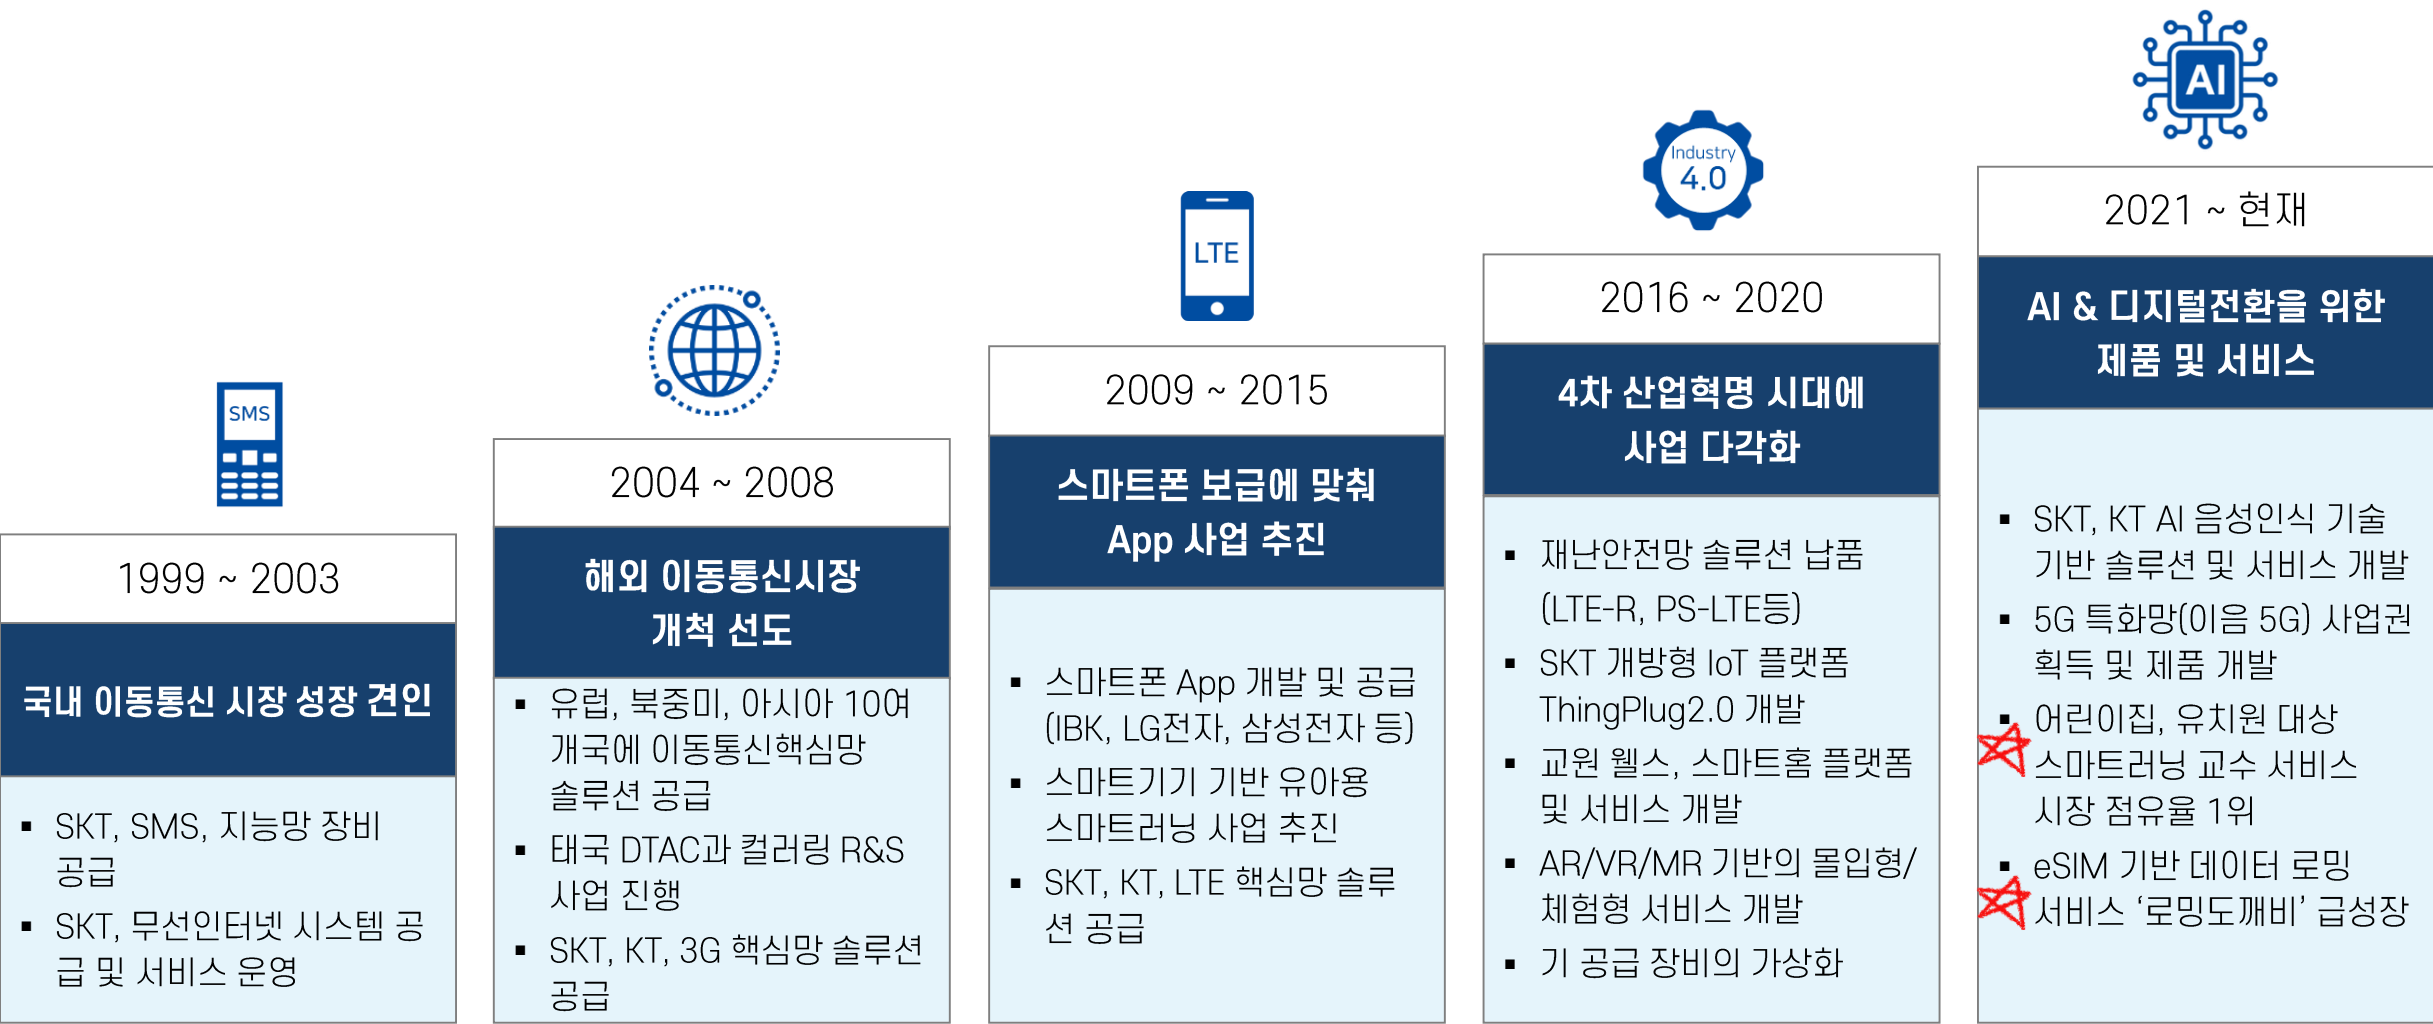 SMS
1999 ~ 2003
국내 이동통신 시장 성장 견인
▪ SKT, SMS, 지능망 장비
공급
▪ SKT, 무선인터넷 시스템 공
급 및 서비스 운영
2004 ~ 2008
해외 이동통신시장
개척 선도
▪ 유럽, 북중미, 아시아 10여
개국에 이동통신핵심망
솔루션 공급
▪ 태국 DTAC과 컬러링 R&S
사업 진행
▪ SKT, KT, 3G 핵심망 솔루션
공급
LTE
2009 ~ 2015
스마트폰 보급에 맞춰
App 사업 추진
▪ 스마트폰 App 개발 및 공급
(IBK, LG전자, 삼성전자 등)
▪ 스마트기기 기반 유아용
스마트러닝 사업 추진
▪ SKT, KT, LTE 핵심망 솔루
션 공급
Industry
4.0
2016 ~ 2020
4차 산업혁명 시대에
사업 다각화
▪ 재난안전망 솔루션 납품
(LTE-R, PS-LTE등)
▪ SKT 개방형 IoT 플랫폼
ThingPlug2.0 개발
▪ 교원 웰스, 스마트홈 플랫폼
및 서비스 개발
▪ AR/VR/MR 기반의 몰입형/
체험형 서비스 개발
▪ 기 공급 장비의 가상화
AI
2021 ~ 현재
AI & 디지털전환을 위한
제품 및 서비스
▪ SKT, KT AI 음성인식 기술
기반 솔루션 및 서비스 개발
▪ 5G 특화망(이음 5G) 사업권
획득 및 제품 개발
▪ 어린이집, 유치원 대상
스마트러닝 교수 서비스
시장 점유율 1위
▪ eSIM 기반 데이터 로밍
서비스 ‘로밍도깨비’ 급성장